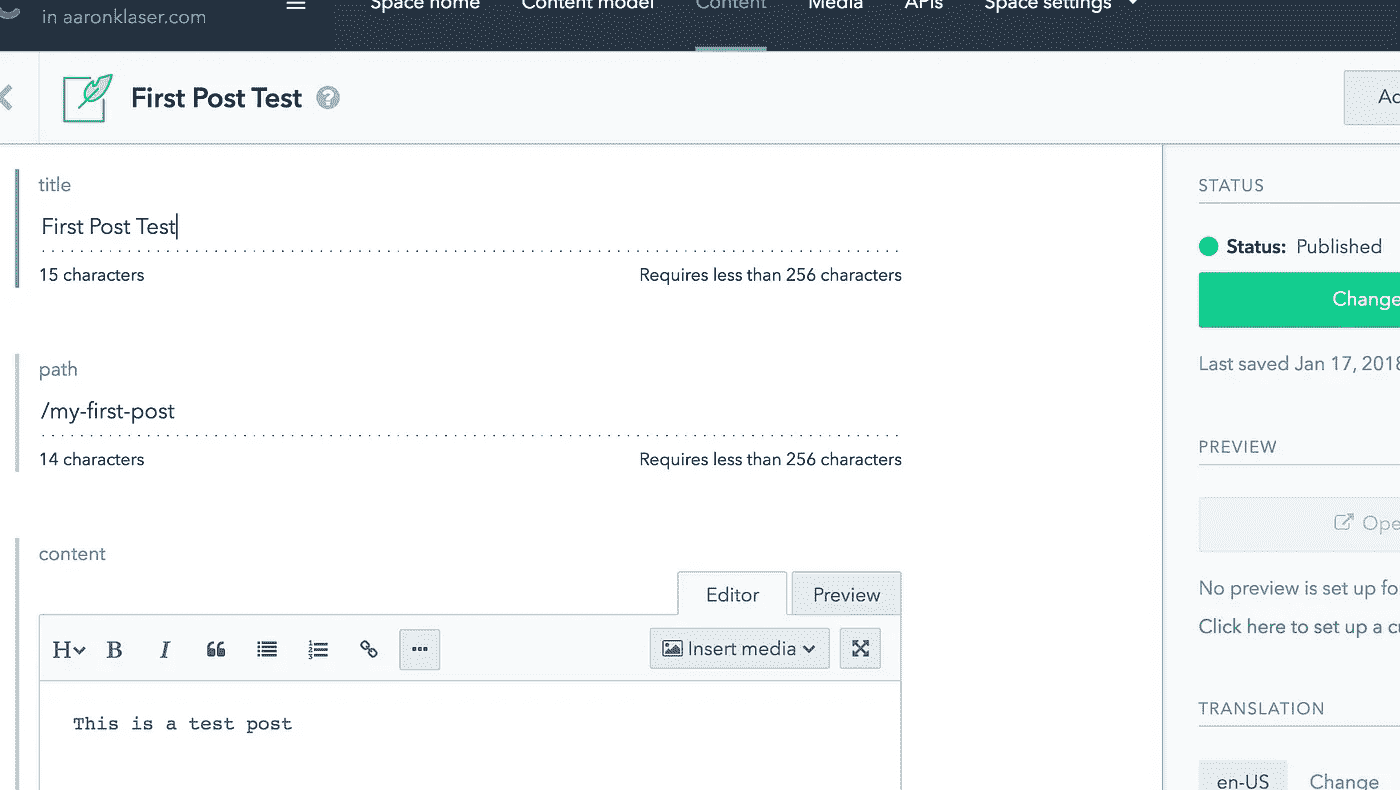 in aaronklaser.com
Space home Content model Content Media APIs Space settings
First Post Test
title
First Post Test
15 characters Requires less than 256 characters
path
/my-first-post
14 characters Requires less than 256 characters
content
Editor Preview
H B I Insert media
This is a test post
STATUS
Status: Published
Change
Last saved Jan 17, 2018
PREVIEW
Ope
No preview is set up fo
Click here to set up a cu
TRANSLATION
en-US Change